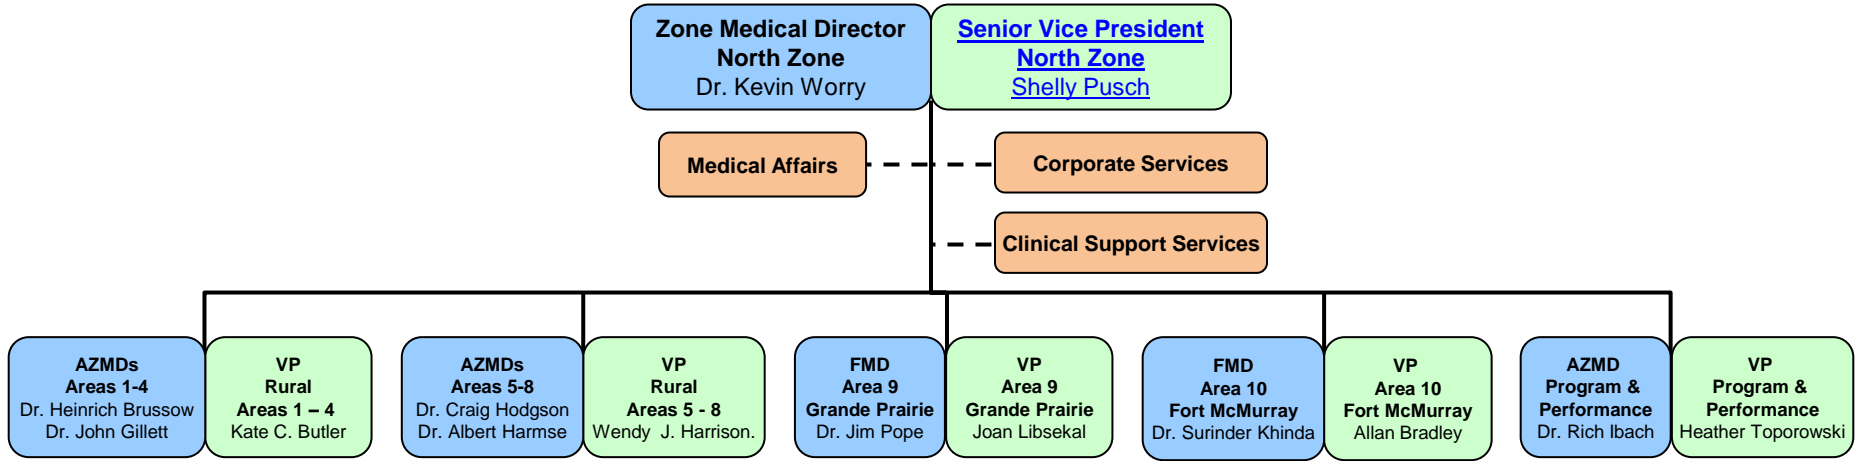 Zone Medical Director
North Zone
Dr. Kevin Worry
Senior Vice President
North Zone
Shelly Pusch
Medical Affairs
Corporate Services
Clinical Support Services
AZMDs
Areas 1-4
Dr. Heinrich Brussow
Dr. John Gillett
VP
Rural
Areas 1 – 4
Kate C. Butler
AZMDs
Areas 5-8
Dr. Craig Hodgson
Dr. Albert Harmse
VP
Rural
Areas 5 - 8
Wendy J. Harrison.
FMD
Area 9
Grande Prairie
Dr. Jim Pope
VP
Area 9
Grande Prairie
Joan Libsekal
FMD
Area 10
Fort McMurray
Dr. Surinder Khinda
VP
Area 10
Fort McMurray
Allan Bradley
AZMD
Program &
Performance
Dr. Rich Ibach
VP
Program &
Performance
Heather Toporowski